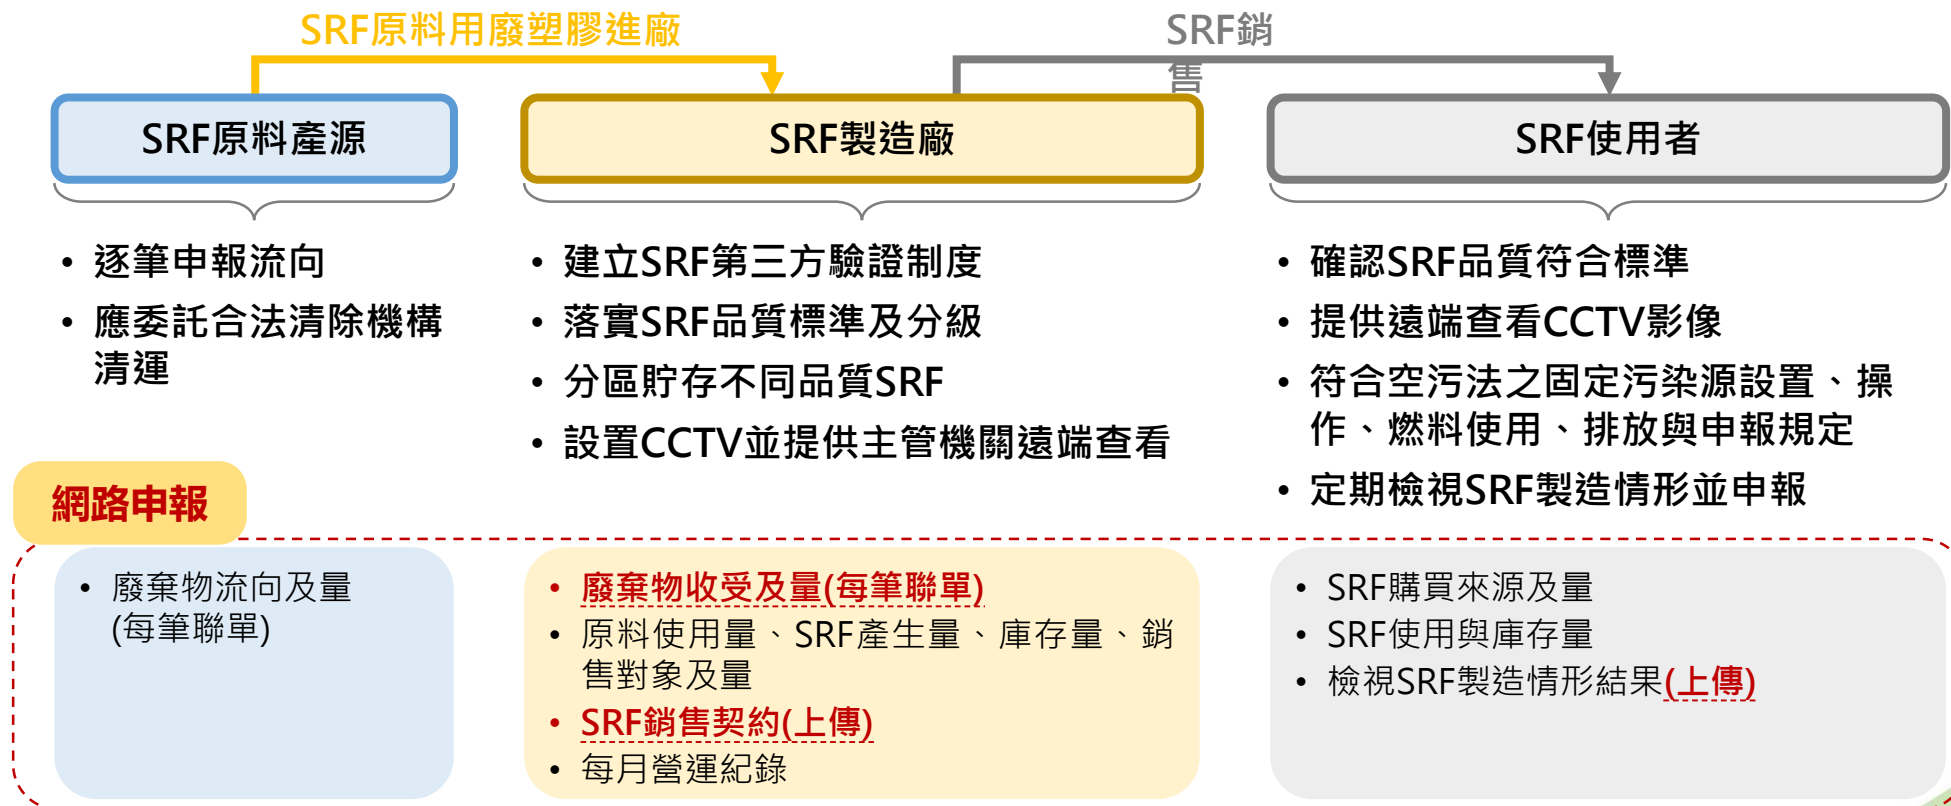 SRF原料用廢塑膠進廠
SRF銷
售
SRF原料產源
SRF製造廠
SRF使用者
• 逐筆申報流向
• 應委託合法清除機構
清運
• 建立SRF第三方驗證制度
• 落實SRF品質標準及分級
• 分區貯存不同品質SRF
• 設置CCTV並提供主管機關遠端查看
• 確認SRF品質符合標準
• 提供遠端查看CCTV影像
• 符合空污法之固定污染源設置、操
作、燃料使用、排放與申報規定
• 定期檢視SRF製造情形並申報
網路申報
• 廢棄物流向及量
(每筆聯單)
• 廢棄物收受及量(每筆聯單)
• 原料使用量、SRF產生量、庫存量、銷
售對象及量
• SRF銷售契約(上傳)
• 每月營運紀錄
• SRF購買來源及量
• SRF使用與庫存量
• 檢視SRF製造情形結果(上傳)